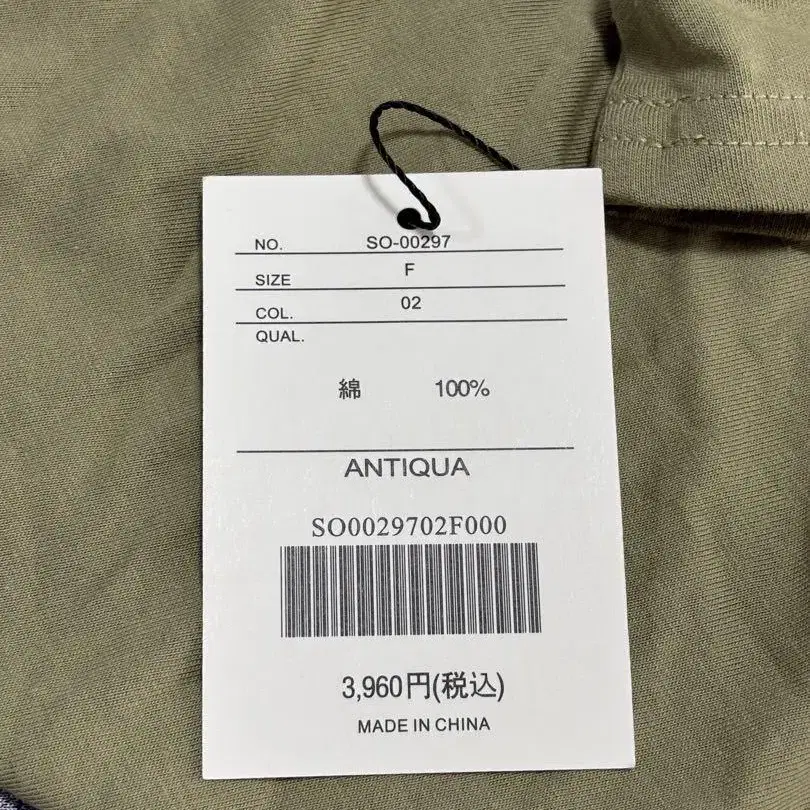 NO. SO-00297
SIZE F
COL. 02
QUAL.
綿 100%
ANTIQUA
SO0029702F000
3,960円(税込)
MADE IN CHINA